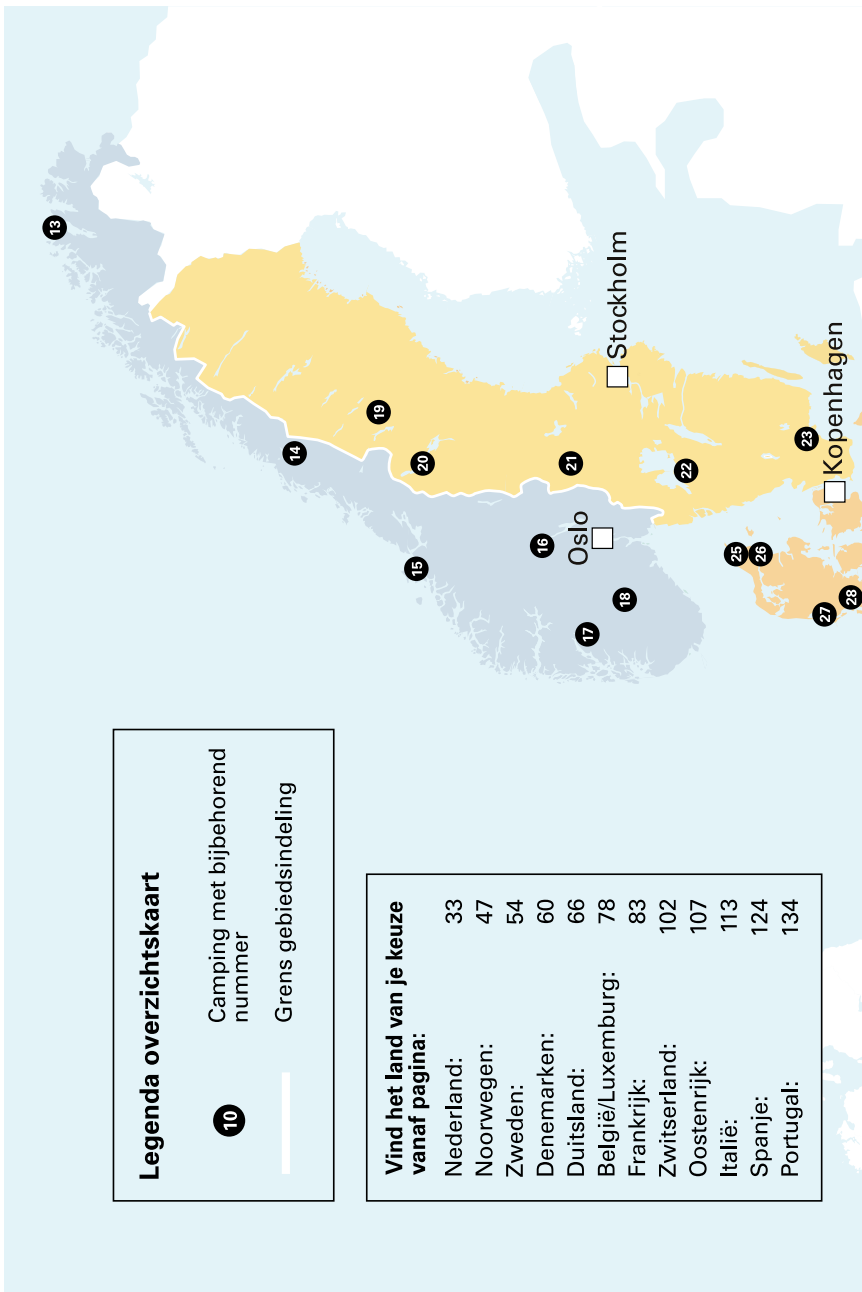 Legenda overzichtskaart
10
Camping met bijbehorend
nummer
Grens gebiedsindeling
Vind het land van je keuze
vanaf pagina:
Nederland: 33
Noorwegen: 47
Zweden: 54
Denemarken: 60
Duitsland: 66
België/Luxemburg: 78
Frankrijk: 83
Zwitserland: 102
Oostenrijk: 107
Italië: 113
Spanje: 124
Portugal: 134
13
14
15
16
17
18
19
20
21
22
23
25
26
27
28
Oslo
Stockholm
Kopenhagen